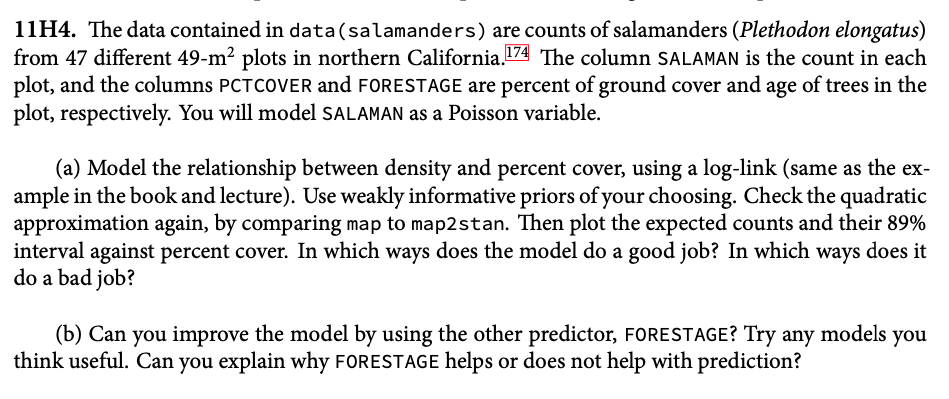 11H4. The data contained in data(salamanders) are counts of salamanders (Plethodon elongatus)
from 47 different 49-m² plots in northern California.174 The column SALAMAN is the count in each
plot, and the columns PCTCOVER and FORESTAGE are percent of ground cover and age of trees in the
plot, respectively. You will model SALAMAN as a Poisson variable.
(a) Model the relationship between density and percent cover, using a log-link (same as the ex-
ample in the book and lecture). Use weakly informative priors of your choosing. Check the quadratic
approximation again, by comparing map to map2stan. Then plot the expected counts and their 89%
interval against percent cover. In which ways does the model do a good job? In which ways does it
do a bad job?
(b) Can you improve the model by using the other predictor, FORESTAGE? Try any models you
think useful. Can you explain why FORESTAGE helps or does not help with prediction?